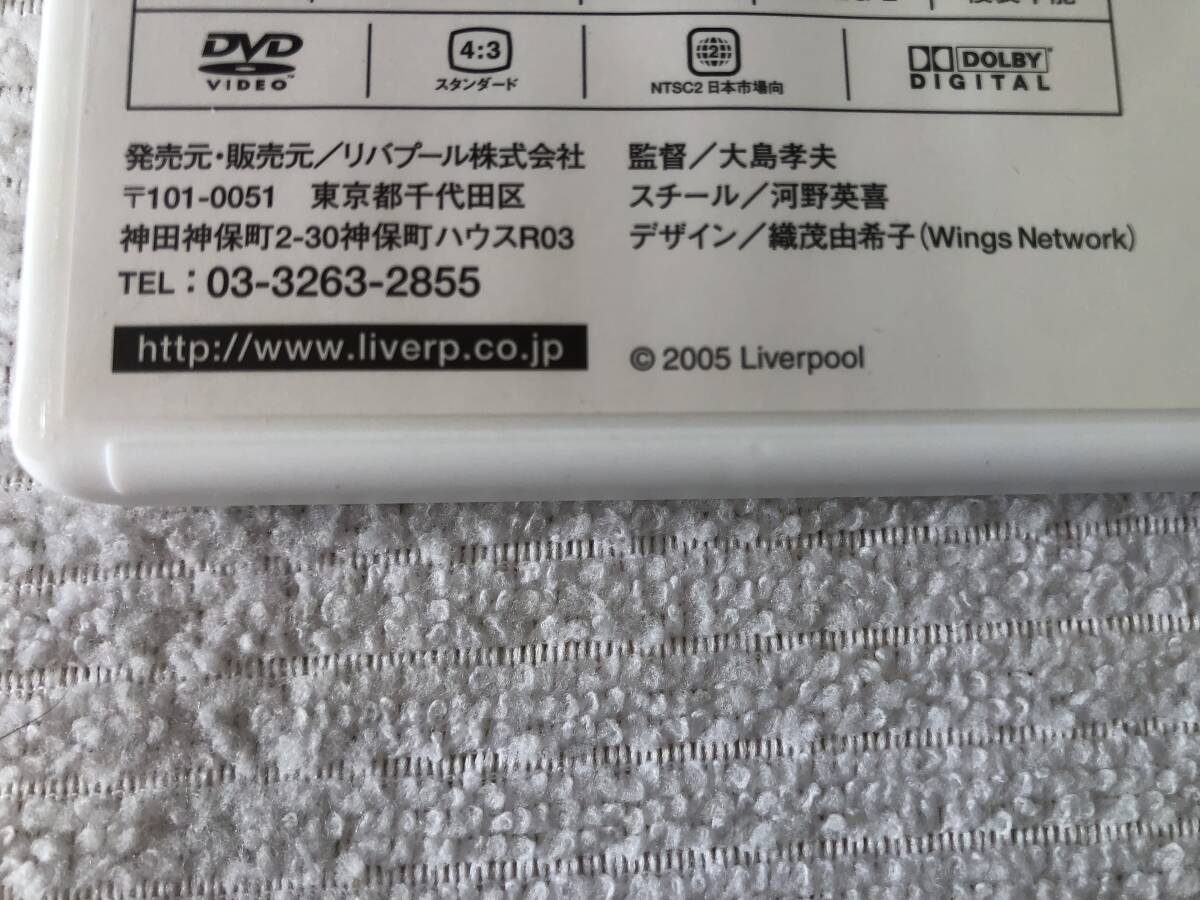 DVD VIDEO™
4:3
スタンダード
2
NTSC2 日本市場向
DOLBY™
DIGITAL
発売元・販売元／リバプール株式会社
〒101-0051 東京都千代田区
神田神保町2-30神保町ハウスR03
TEL：03-3263-2855
http://www.liverp.co.jp
監督／大島孝夫
スチール／河野英喜
デザイン／織茂由希子(Wings Network)
© 2005 Liverpool